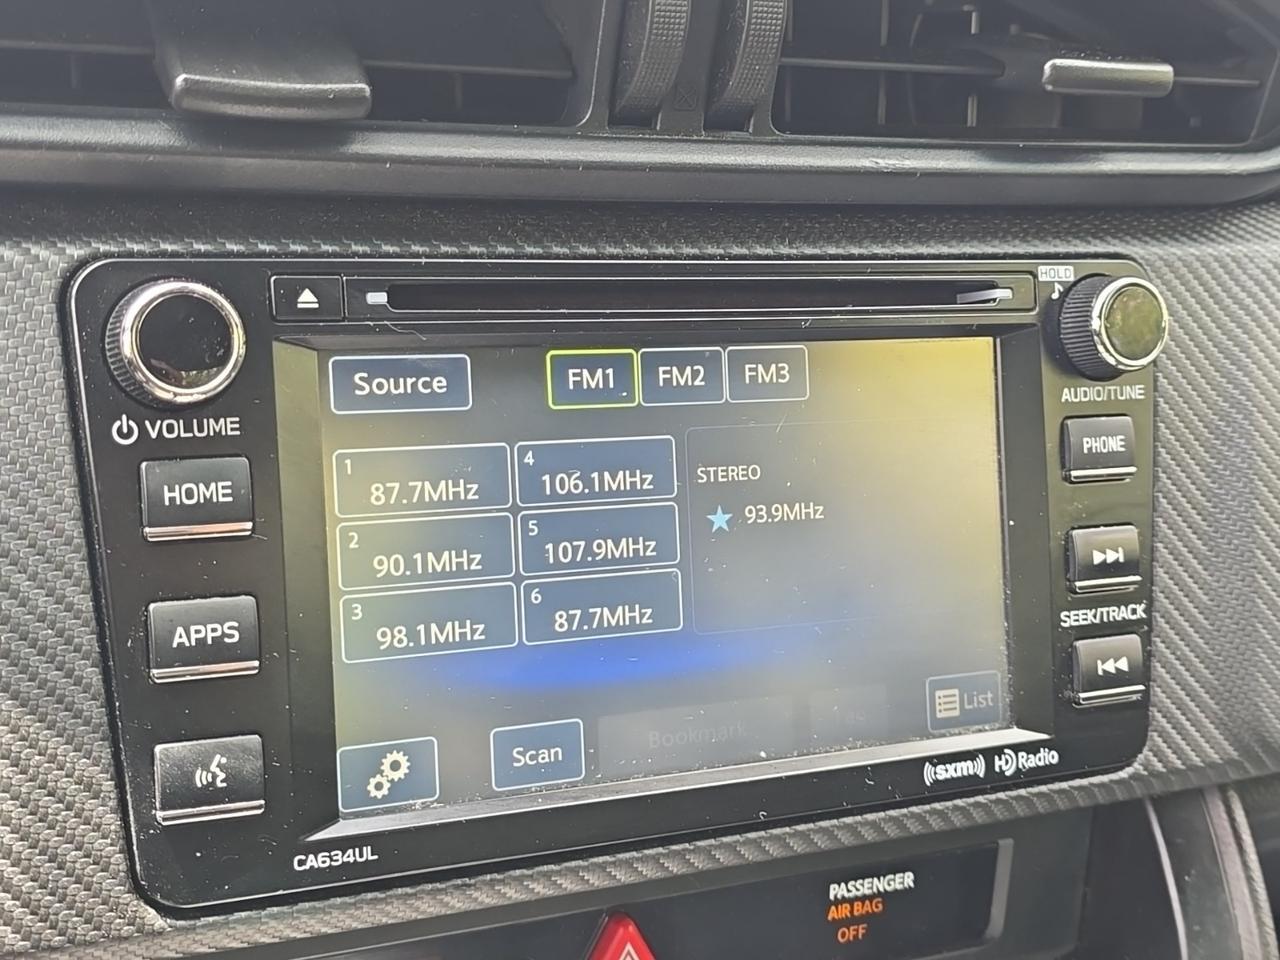 HOLD
Source
FM1
FM2
FM3
AUDIO/TUNE
VOLUME
1
87.7MHz
4
106.1MHz
STEREO
PHONE
HOME
2
90.1MHz
5
107.9MHz
93.9MHz
3
98.1MHz
6
87.7MHz
SEEK/TRACK
APPS
Scan
Bookmark
Tag
List
((sxm))
HD Radio
CA634UL
PASSENGER
AIR BAG
OFF